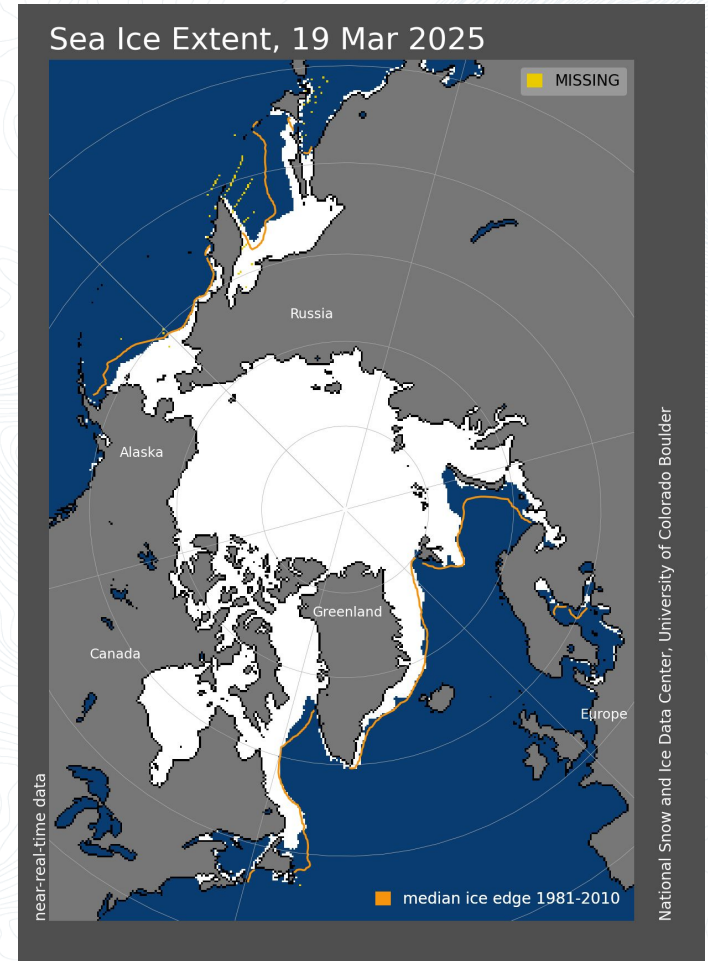 Sea Ice Extent, 19 Mar 2025
MISSING
Russia
Alaska
Greenland
Canada
Europe
median ice edge 1981-2010
near-real-time data
National Snow and Ice Data Center, University of Colorado Boulder